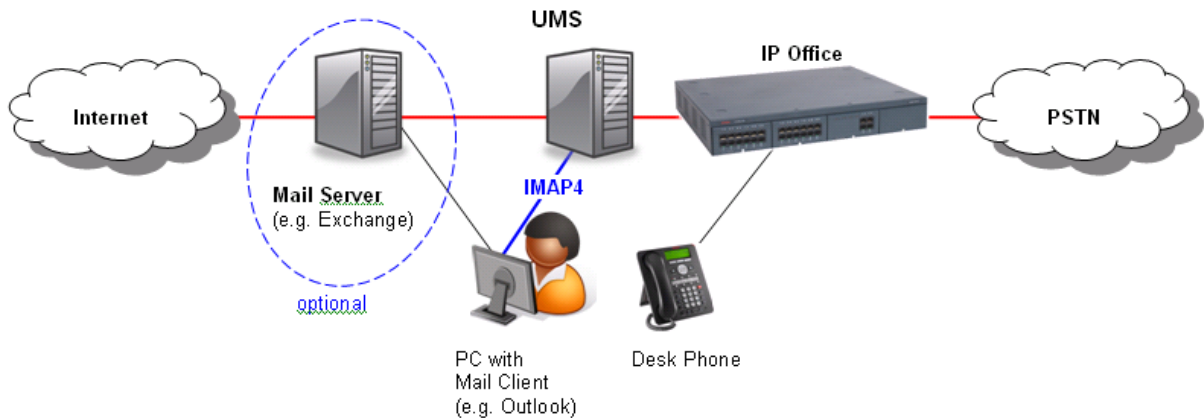 UMS
IP Office
Internet
PSTN
IMAP4
Mail Server
(e.g. Exchange)
optional
PC with
Mail Client
(e.g. Outlook)
Desk Phone